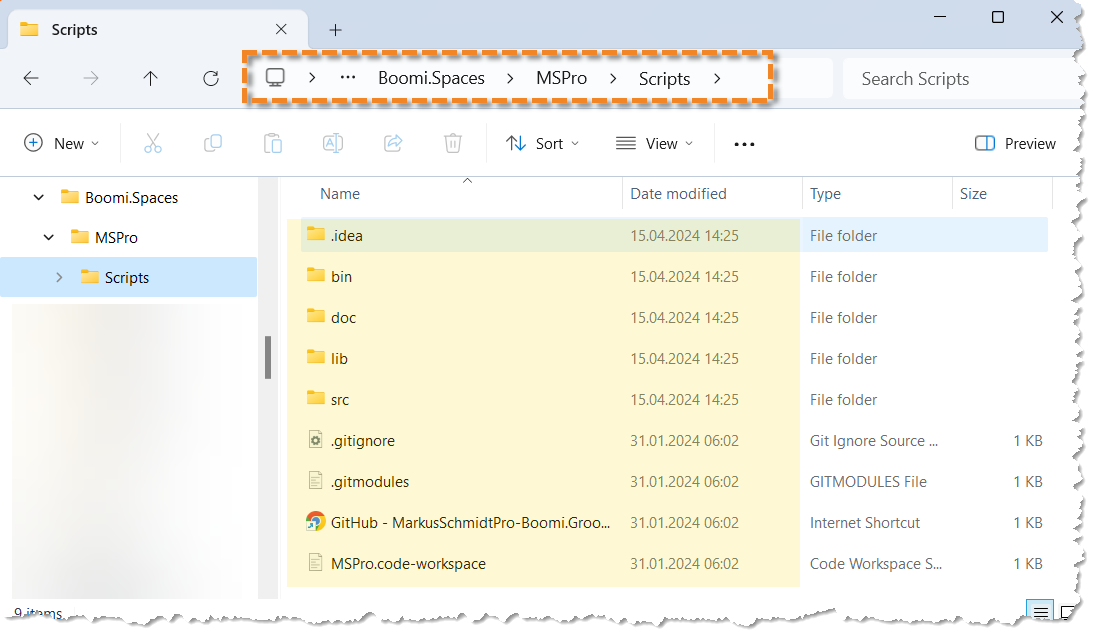 Scripts
... Boomi.Spaces MSPro Scripts
Search Scripts
New Sort View ... Preview
Boomi.Spaces
MSPro
Scripts
Name Date modified Type Size
.idea 15.04.2024 14:25 File folder
bin 15.04.2024 14:25 File folder
doc 15.04.2024 14:25 File folder
lib 15.04.2024 14:25 File folder
src 15.04.2024 14:25 File folder
.gitignore 31.01.2024 06:02 Git Ignore Source ... 1 KB
.gitmodules 31.01.2024 06:02 GITMODULES File 1 KB
GitHub - MarkusSchmidtPro-Boomi.Groo... 31.01.2024 06:02 Internet Shortcut 1 KB
MSPro.code-workspace 31.01.2024 06:02 Code Workspace S... 1 KB
9 items